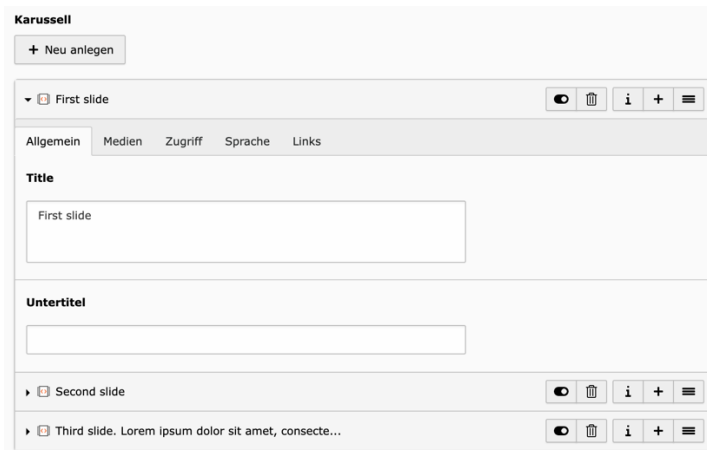 Karussell
+ Neu anlegen
First slide
i +
Allgemein Medien Zugriff Sprache Links
Title
First slide
Untertitel
Second slide
i +
Third slide. Lorem ipsum dolor sit amet, consecte...
i +